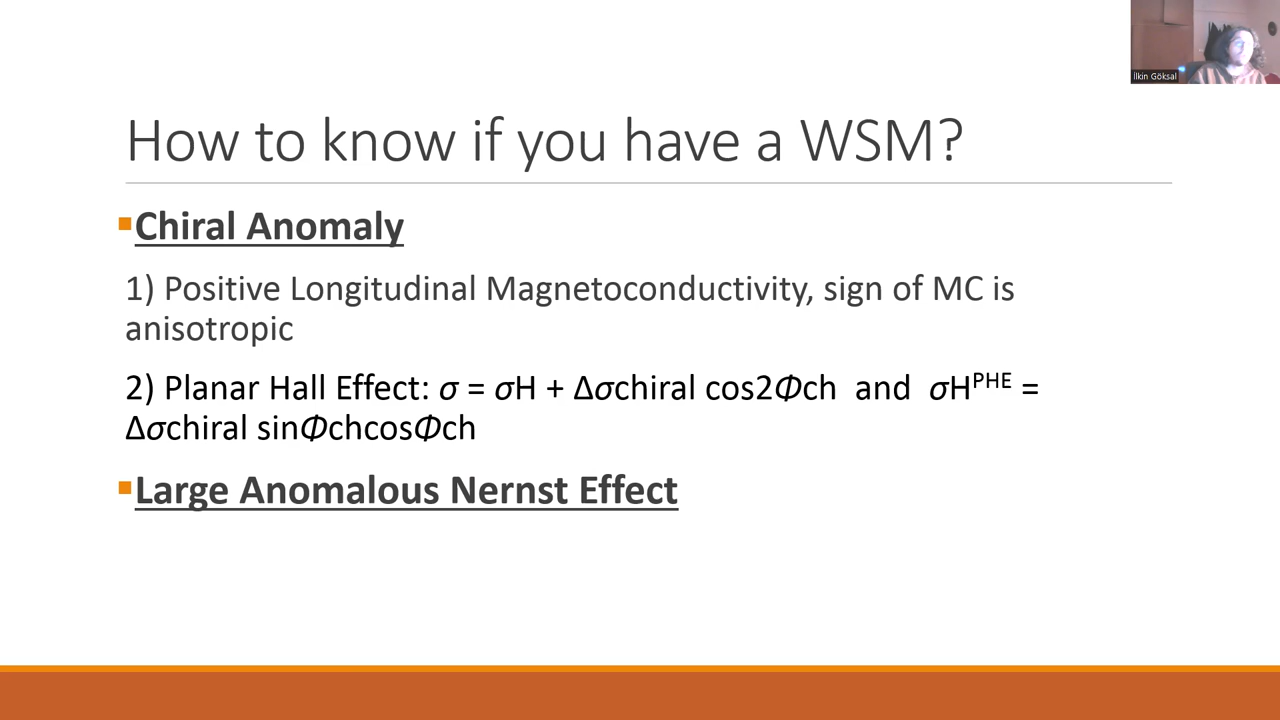 İlkin Göksal
How to know if you have a WSM?
▪Chiral Anomaly
1) Positive Longitudinal Magnetoconductivity, sign of MC is
anisotropic
2) Planar Hall Effect: σ = σH + Δσchiral cos2Φch and σHᴾᴴᴱ =
Δσchiral sinΦchcosΦch
▪Large Anomalous Nernst Effect